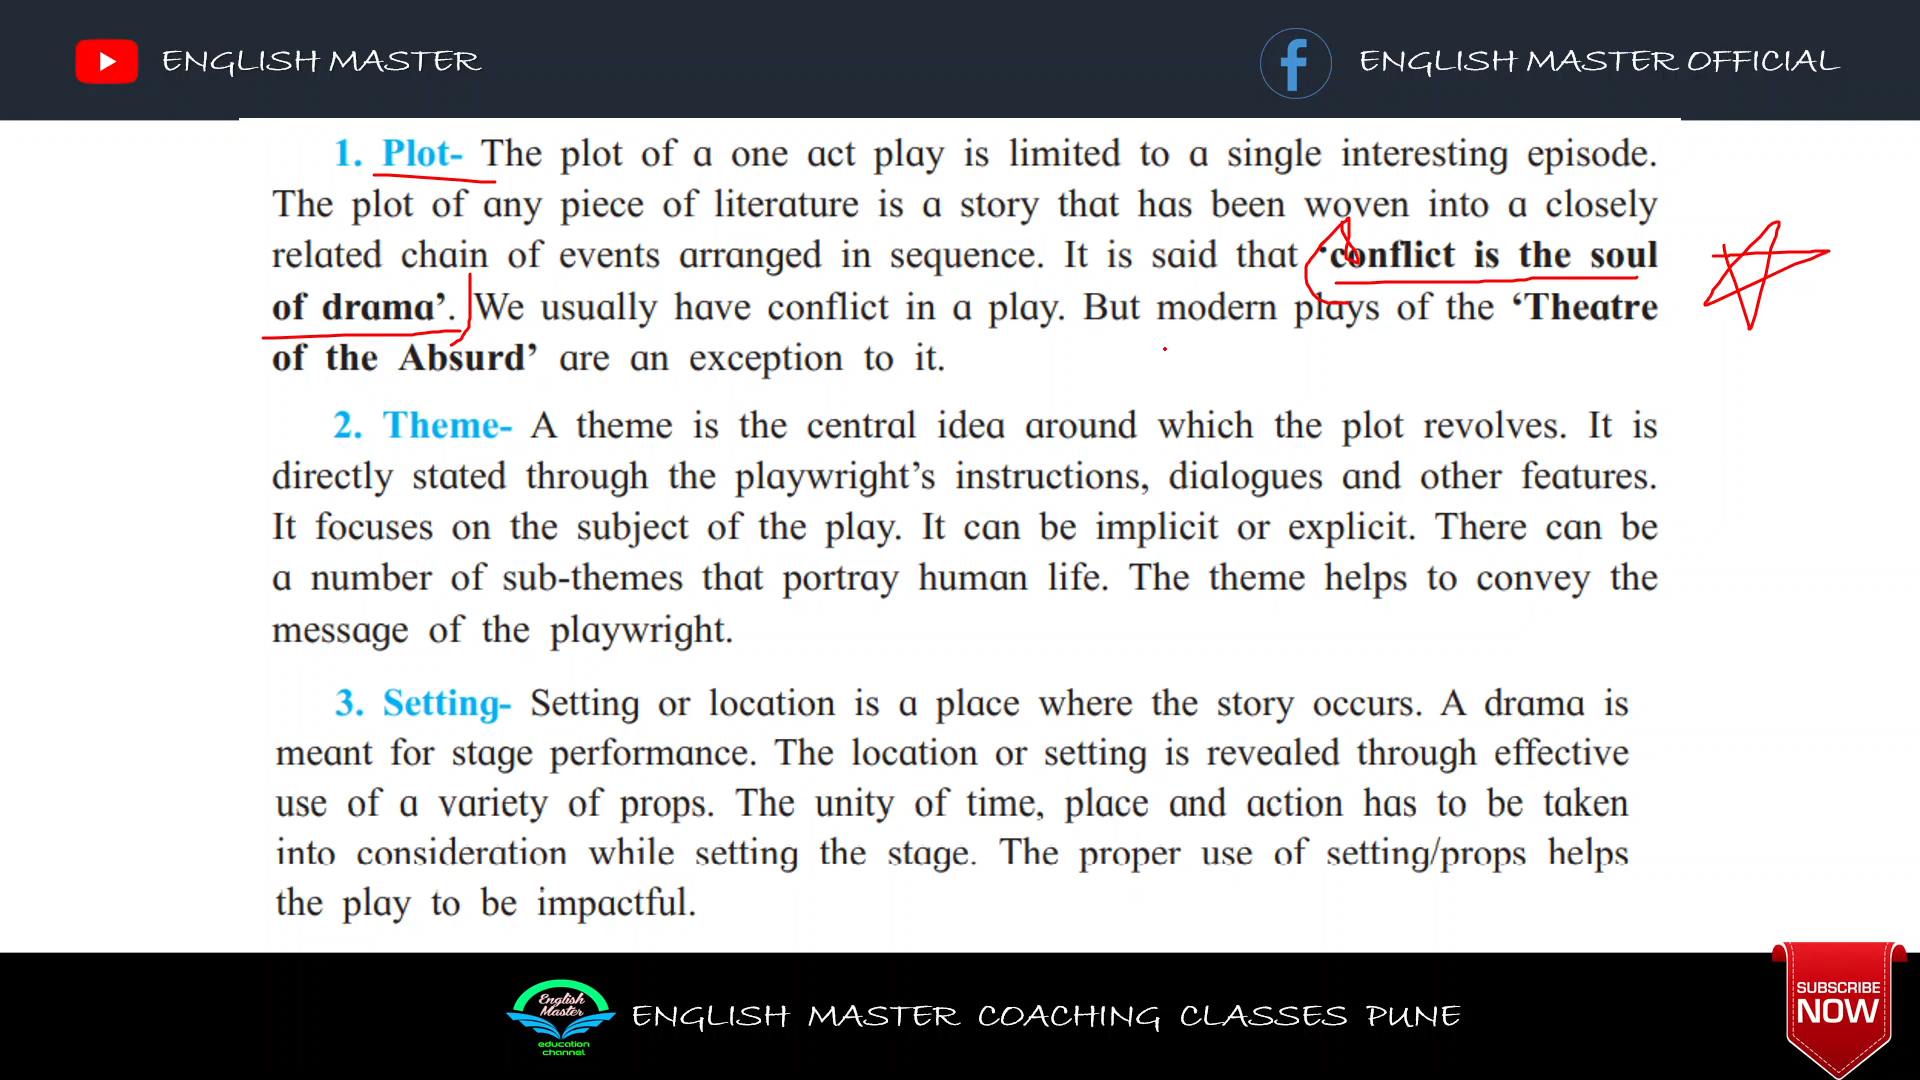 ENGLISH MASTER
ENGLISH MASTER OFFICIAL
1. Plot- The plot of a one act play is limited to a single interesting episode.
The plot of any piece of literature is a story that has been woven into a closely
related chain of events arranged in sequence. It is said that ‘conflict is the soul
of drama’. We usually have conflict in a play. But modern plays of the ‘Theatre
of the Absurd’ are an exception to it.
2. Theme- A theme is the central idea around which the plot revolves. It is
directly stated through the playwright’s instructions, dialogues and other features.
It focuses on the subject of the play. It can be implicit or explicit. There can be
a number of sub-themes that portray human life. The theme helps to convey the
message of the playwright.
3. Setting- Setting or location is a place where the story occurs. A drama is
meant for stage performance. The location or setting is revealed through effective
use of a variety of props. The unity of time, place and action has to be taken
into consideration while setting the stage. The proper use of setting/props helps
the play to be impactful.
English
Master
education
channel
ENGLISH MASTER COACHING CLASSES PUNE
SUBSCRIBE
NOW